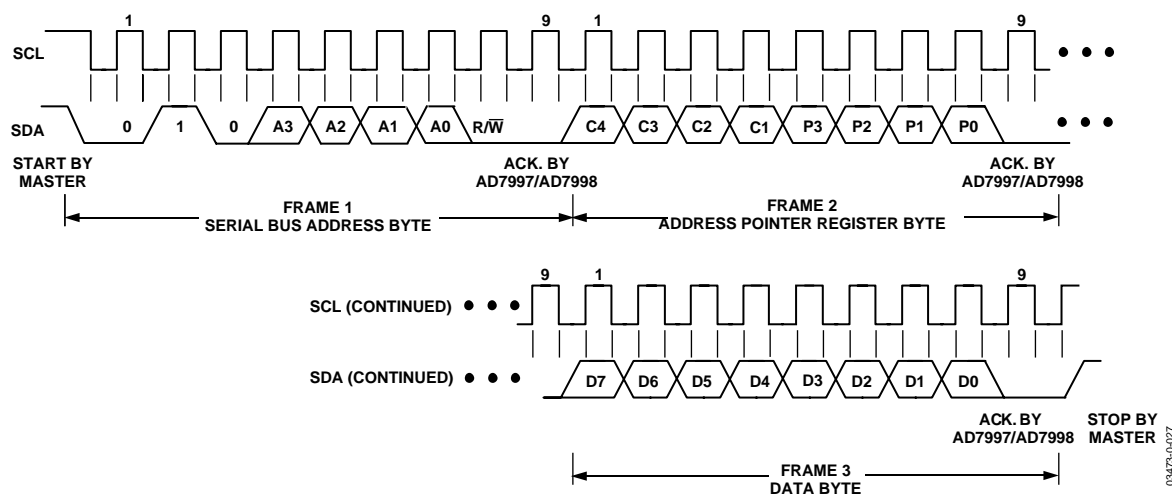 1 9 1 9
SCL
SDA 0 1 0 A3 A2 A1 A0 R/W̅ C4 C3 C2 C1 P3 P2 P1 P0
START BY
MASTER
ACK. BY
AD7997/AD7998
ACK. BY
AD7997/AD7998
FRAME 1
SERIAL BUS ADDRESS BYTE
FRAME 2
ADDRESS POINTER REGISTER BYTE
9 1 9
SCL (CONTINUED)
SDA (CONTINUED) D7 D6 D5 D4 D3 D2 D1 D0
ACK. BY
AD7997/AD7998
STOP BY
MASTER
FRAME 3
DATA BYTE
03473-0-027